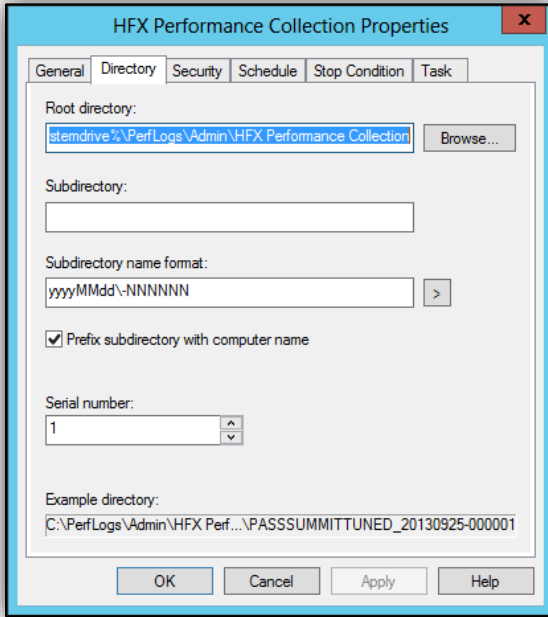 HFX Performance Collection Properties
x
General Directory Security Schedule Stop Condition Task
Root directory:
stemdrive%\PerfLogs\Admin\HFX Performance Collection
Browse...
Subdirectory:
Subdirectory name format:
yyyyMMdd\-NNNNNN
>
Prefix subdirectory with computer name
Serial number:
1
Example directory:
C:\PerfLogs\Admin\HFX Perf...\PASSSUMMITTUNED_20130925-000001
OK Cancel Apply Help